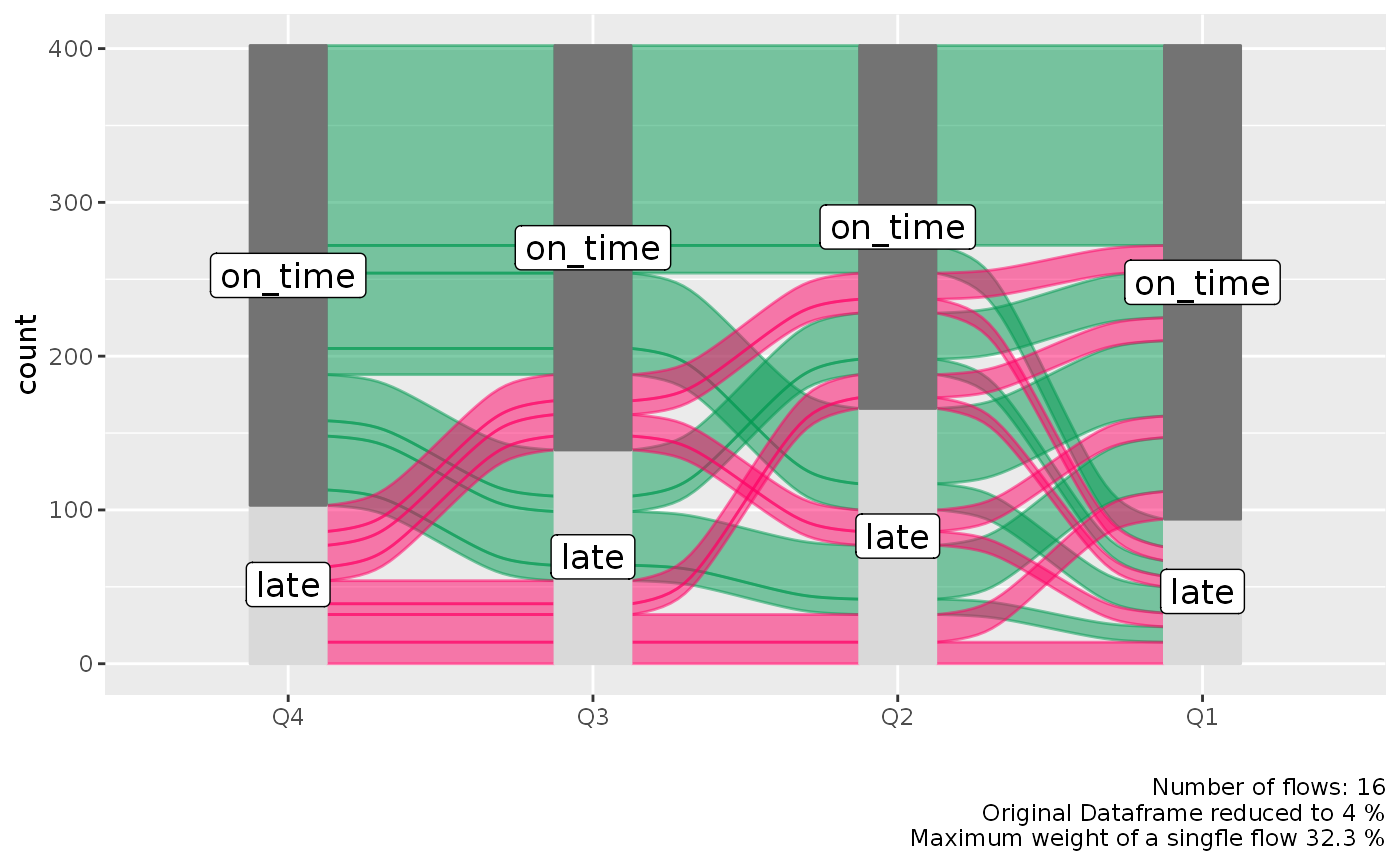 400
300
200
100
0
count
on_time
on_time
on_time
on_time
late
late
late
late
Q4 Q3 Q2 Q1
Number of flows: 16
Original Dataframe reduced to 4 %
Maximum weight of a singfle flow 32.3 %